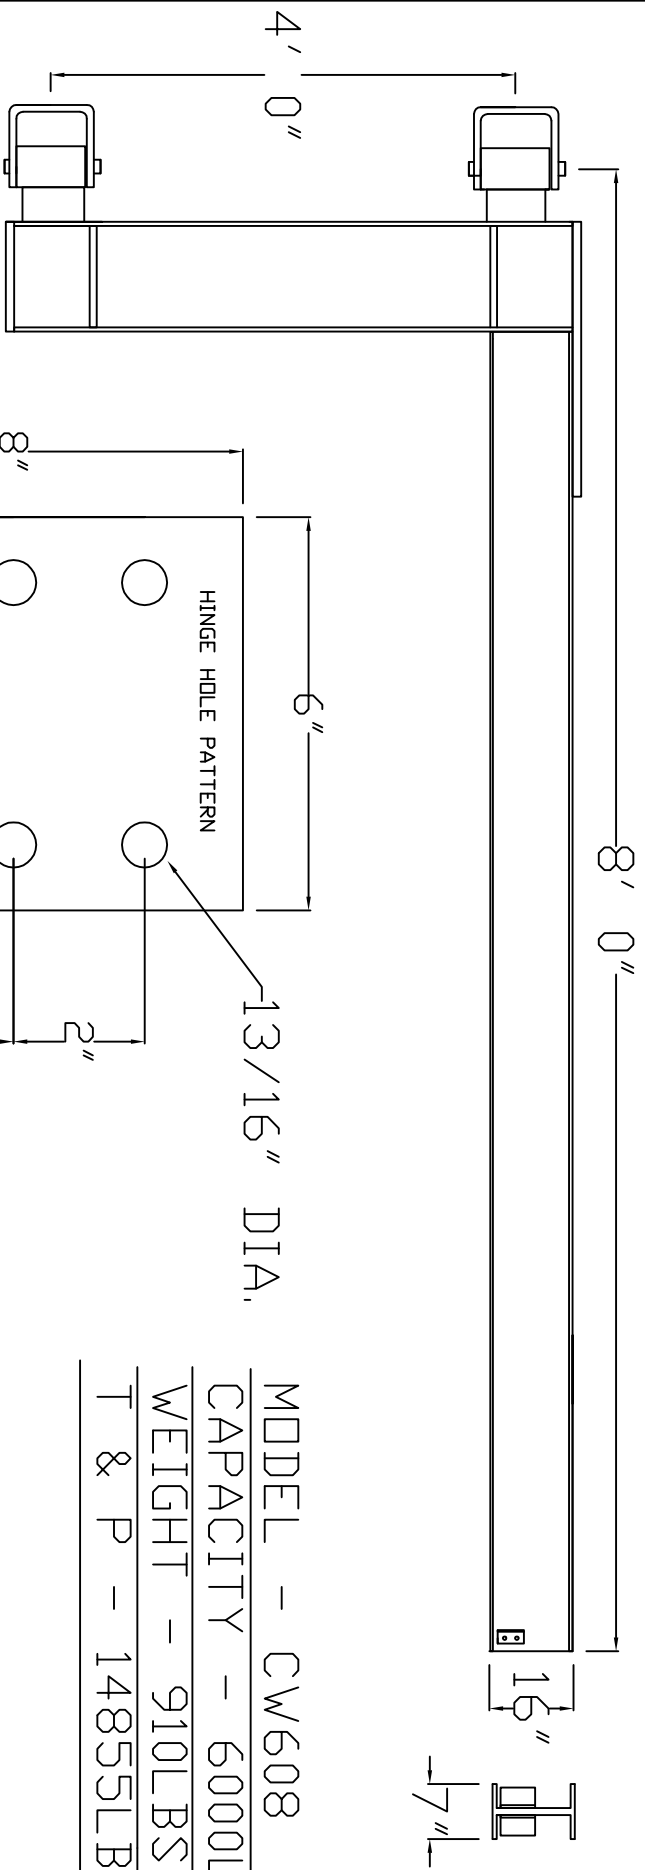 4' 0"
8' 0"
8"
6"
HINGE HOLE PATTERN
2"
13/16" DIA.
16"
7"
MODEL - CW608
CAPACITY - 6000L
WEIGHT - 910LBS
T & P - 14855LB